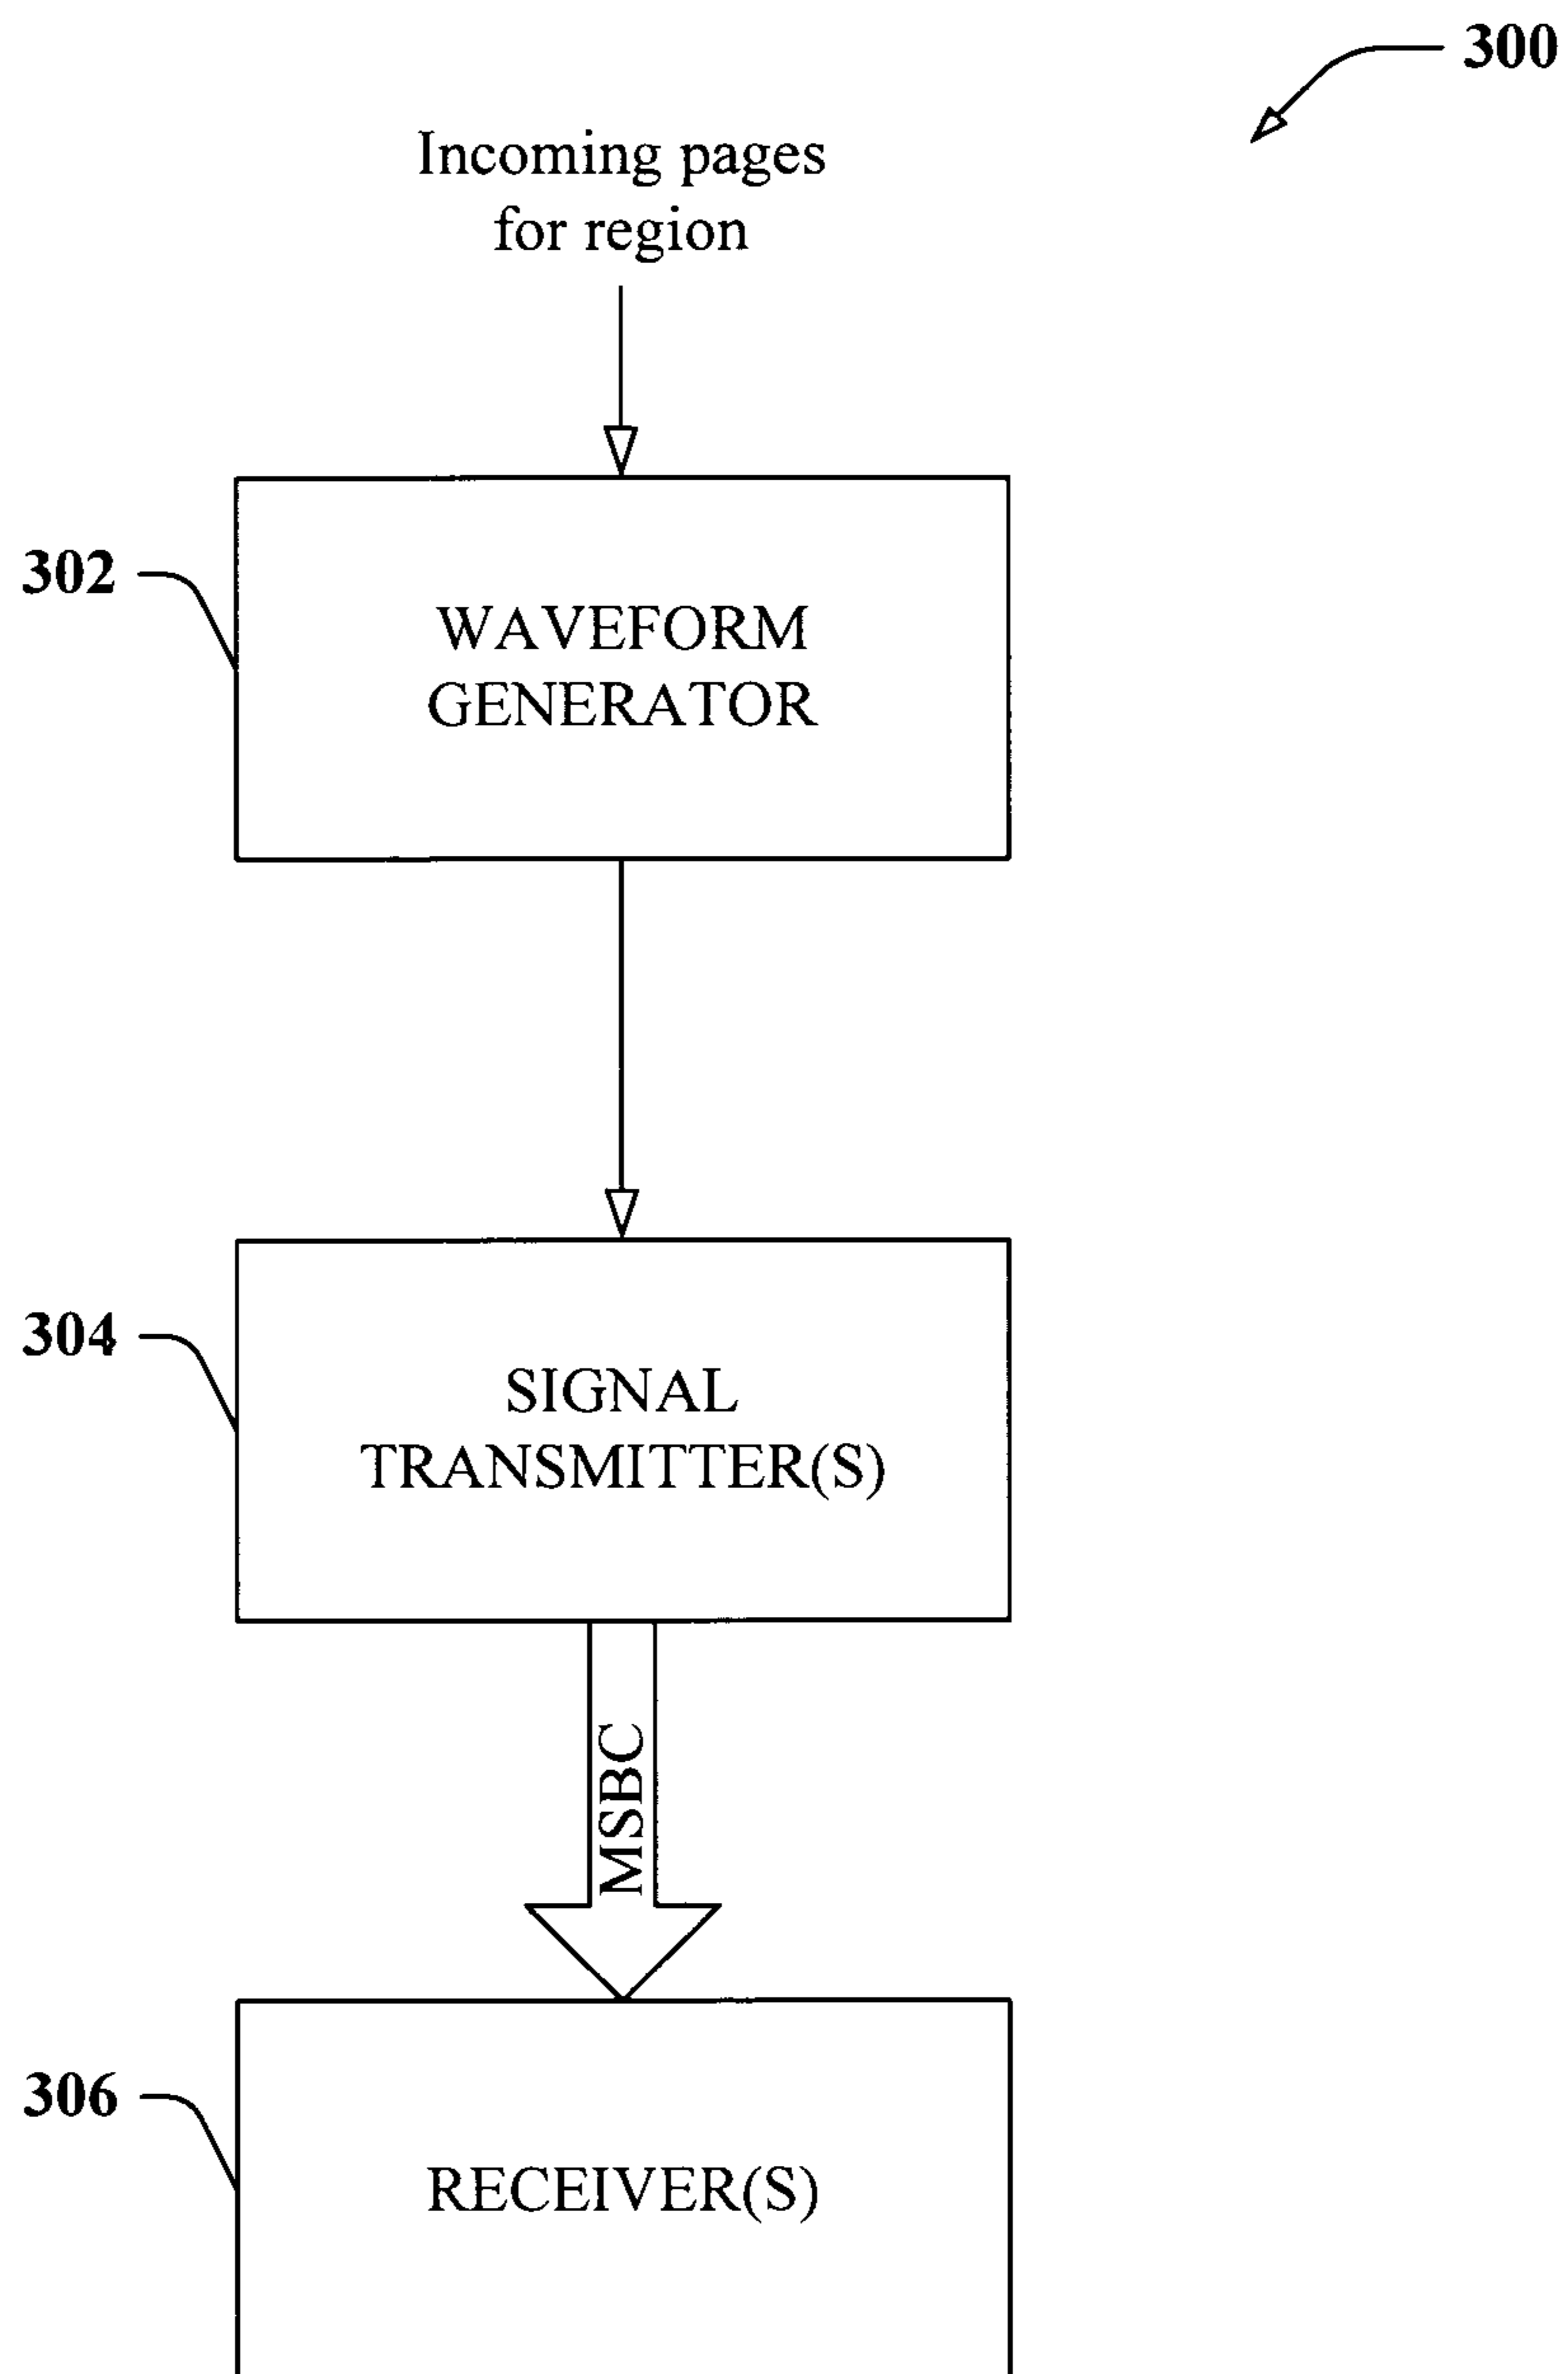 300
Incoming pages
for region
302
WAVEFORM
GENERATOR
304
SIGNAL
TRANSMITTER(S)
MSBC
306
RECEIVER(S)